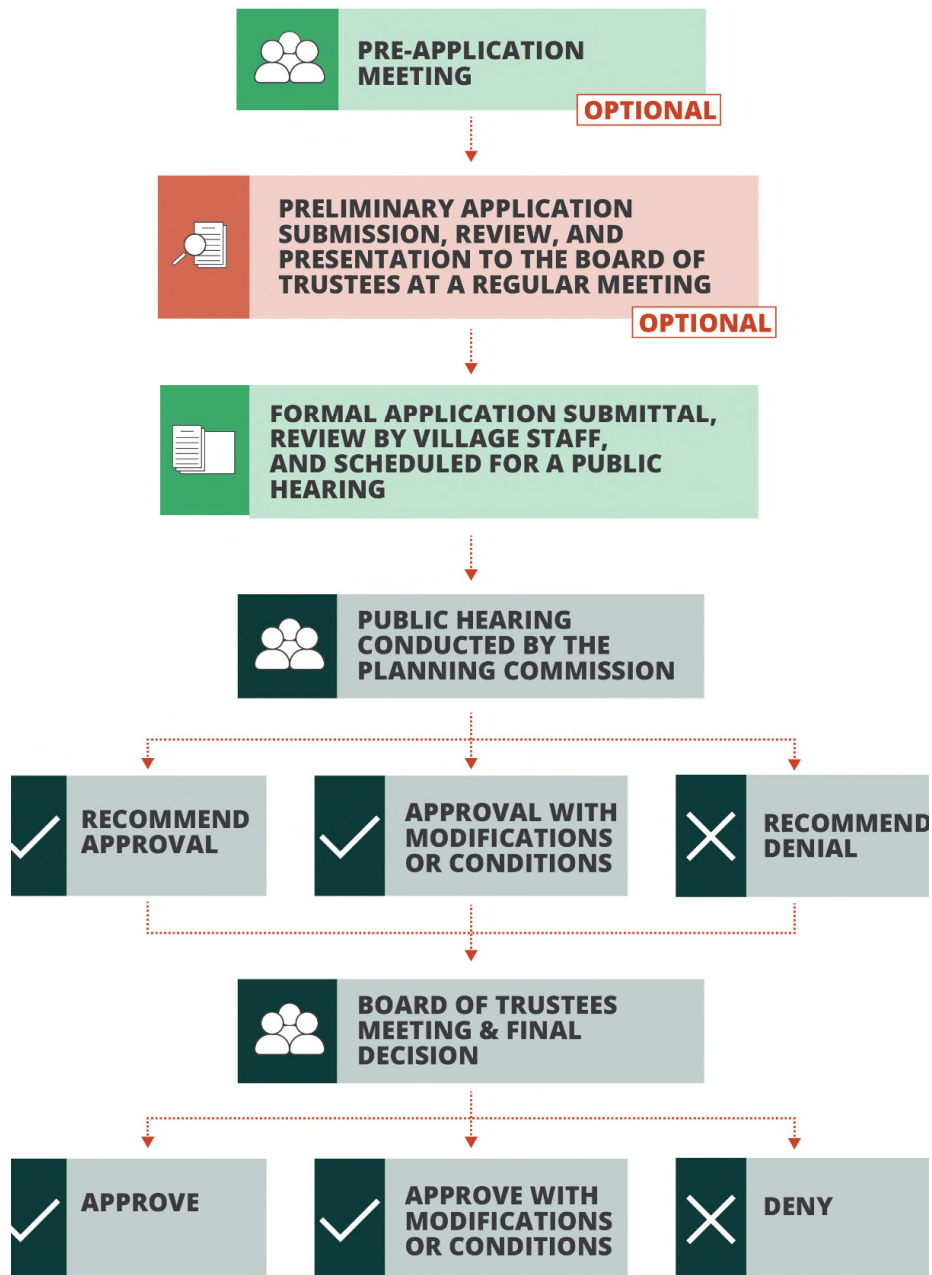 PRE-APPLICATION
MEETING
OPTIONAL
PRELIMINARY APPLICATION
SUBMISSION, REVIEW, AND
PRESENTATION TO THE BOARD OF
TRUSTEES AT A REGULAR MEETING
OPTIONAL
FORMAL APPLICATION SUBMITTAL,
REVIEW BY VILLAGE STAFF,
AND SCHEDULED FOR A PUBLIC
HEARING
PUBLIC HEARING
CONDUCTED BY THE
PLANNING COMMISSION
RECOMMEND
APPROVAL
APPROVAL WITH
MODIFICATIONS
OR CONDITIONS
RECOMMEND
DENIAL
BOARD OF TRUSTEES
MEETING & FINAL
DECISION
APPROVE
APPROVE WITH
MODIFICATIONS
OR CONDITIONS
DENY